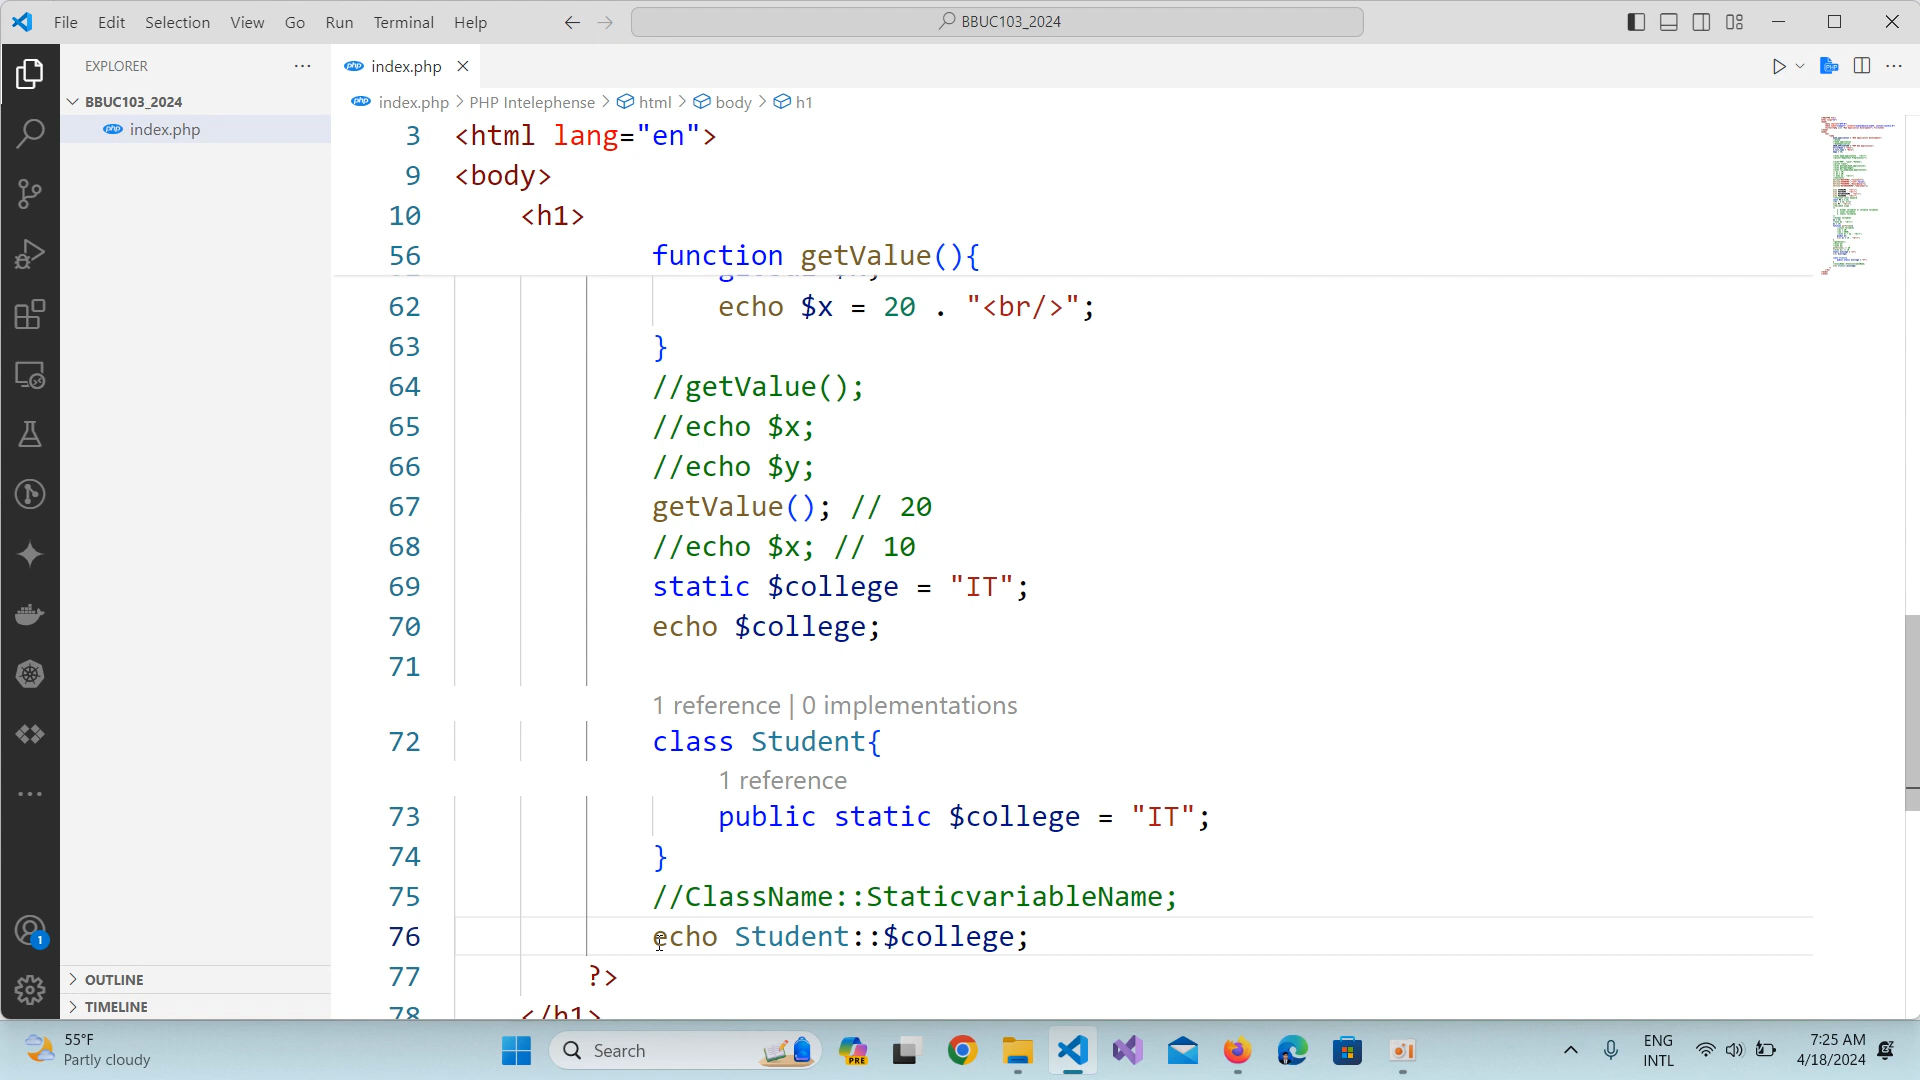 File Edit Selection View Go Run Terminal Help
BBUC103_2024
EXPLORER
BBUC103_2024
index.php
OUTLINE
TIMELINE
index.php
index.php > PHP Intelephense > html > body > h1
3 <html lang="en">
9 <body>
10 <h1>
56 function getValue(){
62 echo $x = 20 . "<br/>";
63 }
64 //getValue();
65 //echo $x;
66 //echo $y;
67 getValue(); // 20
68 //echo $x; // 10
69 static $college = "IT";
70 echo $college;
71
1 reference | 0 implementations
72 class Student{
1 reference
73 public static $college = "IT";
74 }
75 //ClassName::StaticvariableName;
76 echo Student::$college;
77 ?>
78 </h1>
1
55°F
Partly cloudy
Search
PRE
ENG
INTL
7:25 AM
4/18/2024